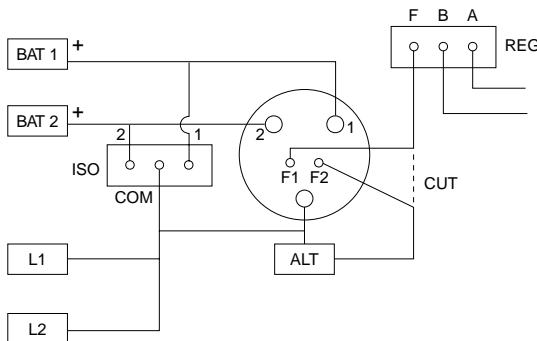 F B A
REG
BAT 1 +
BAT 2 +
2 1
2 1
ISO
COM
F1 F2
CUT
L1
ALT
L2